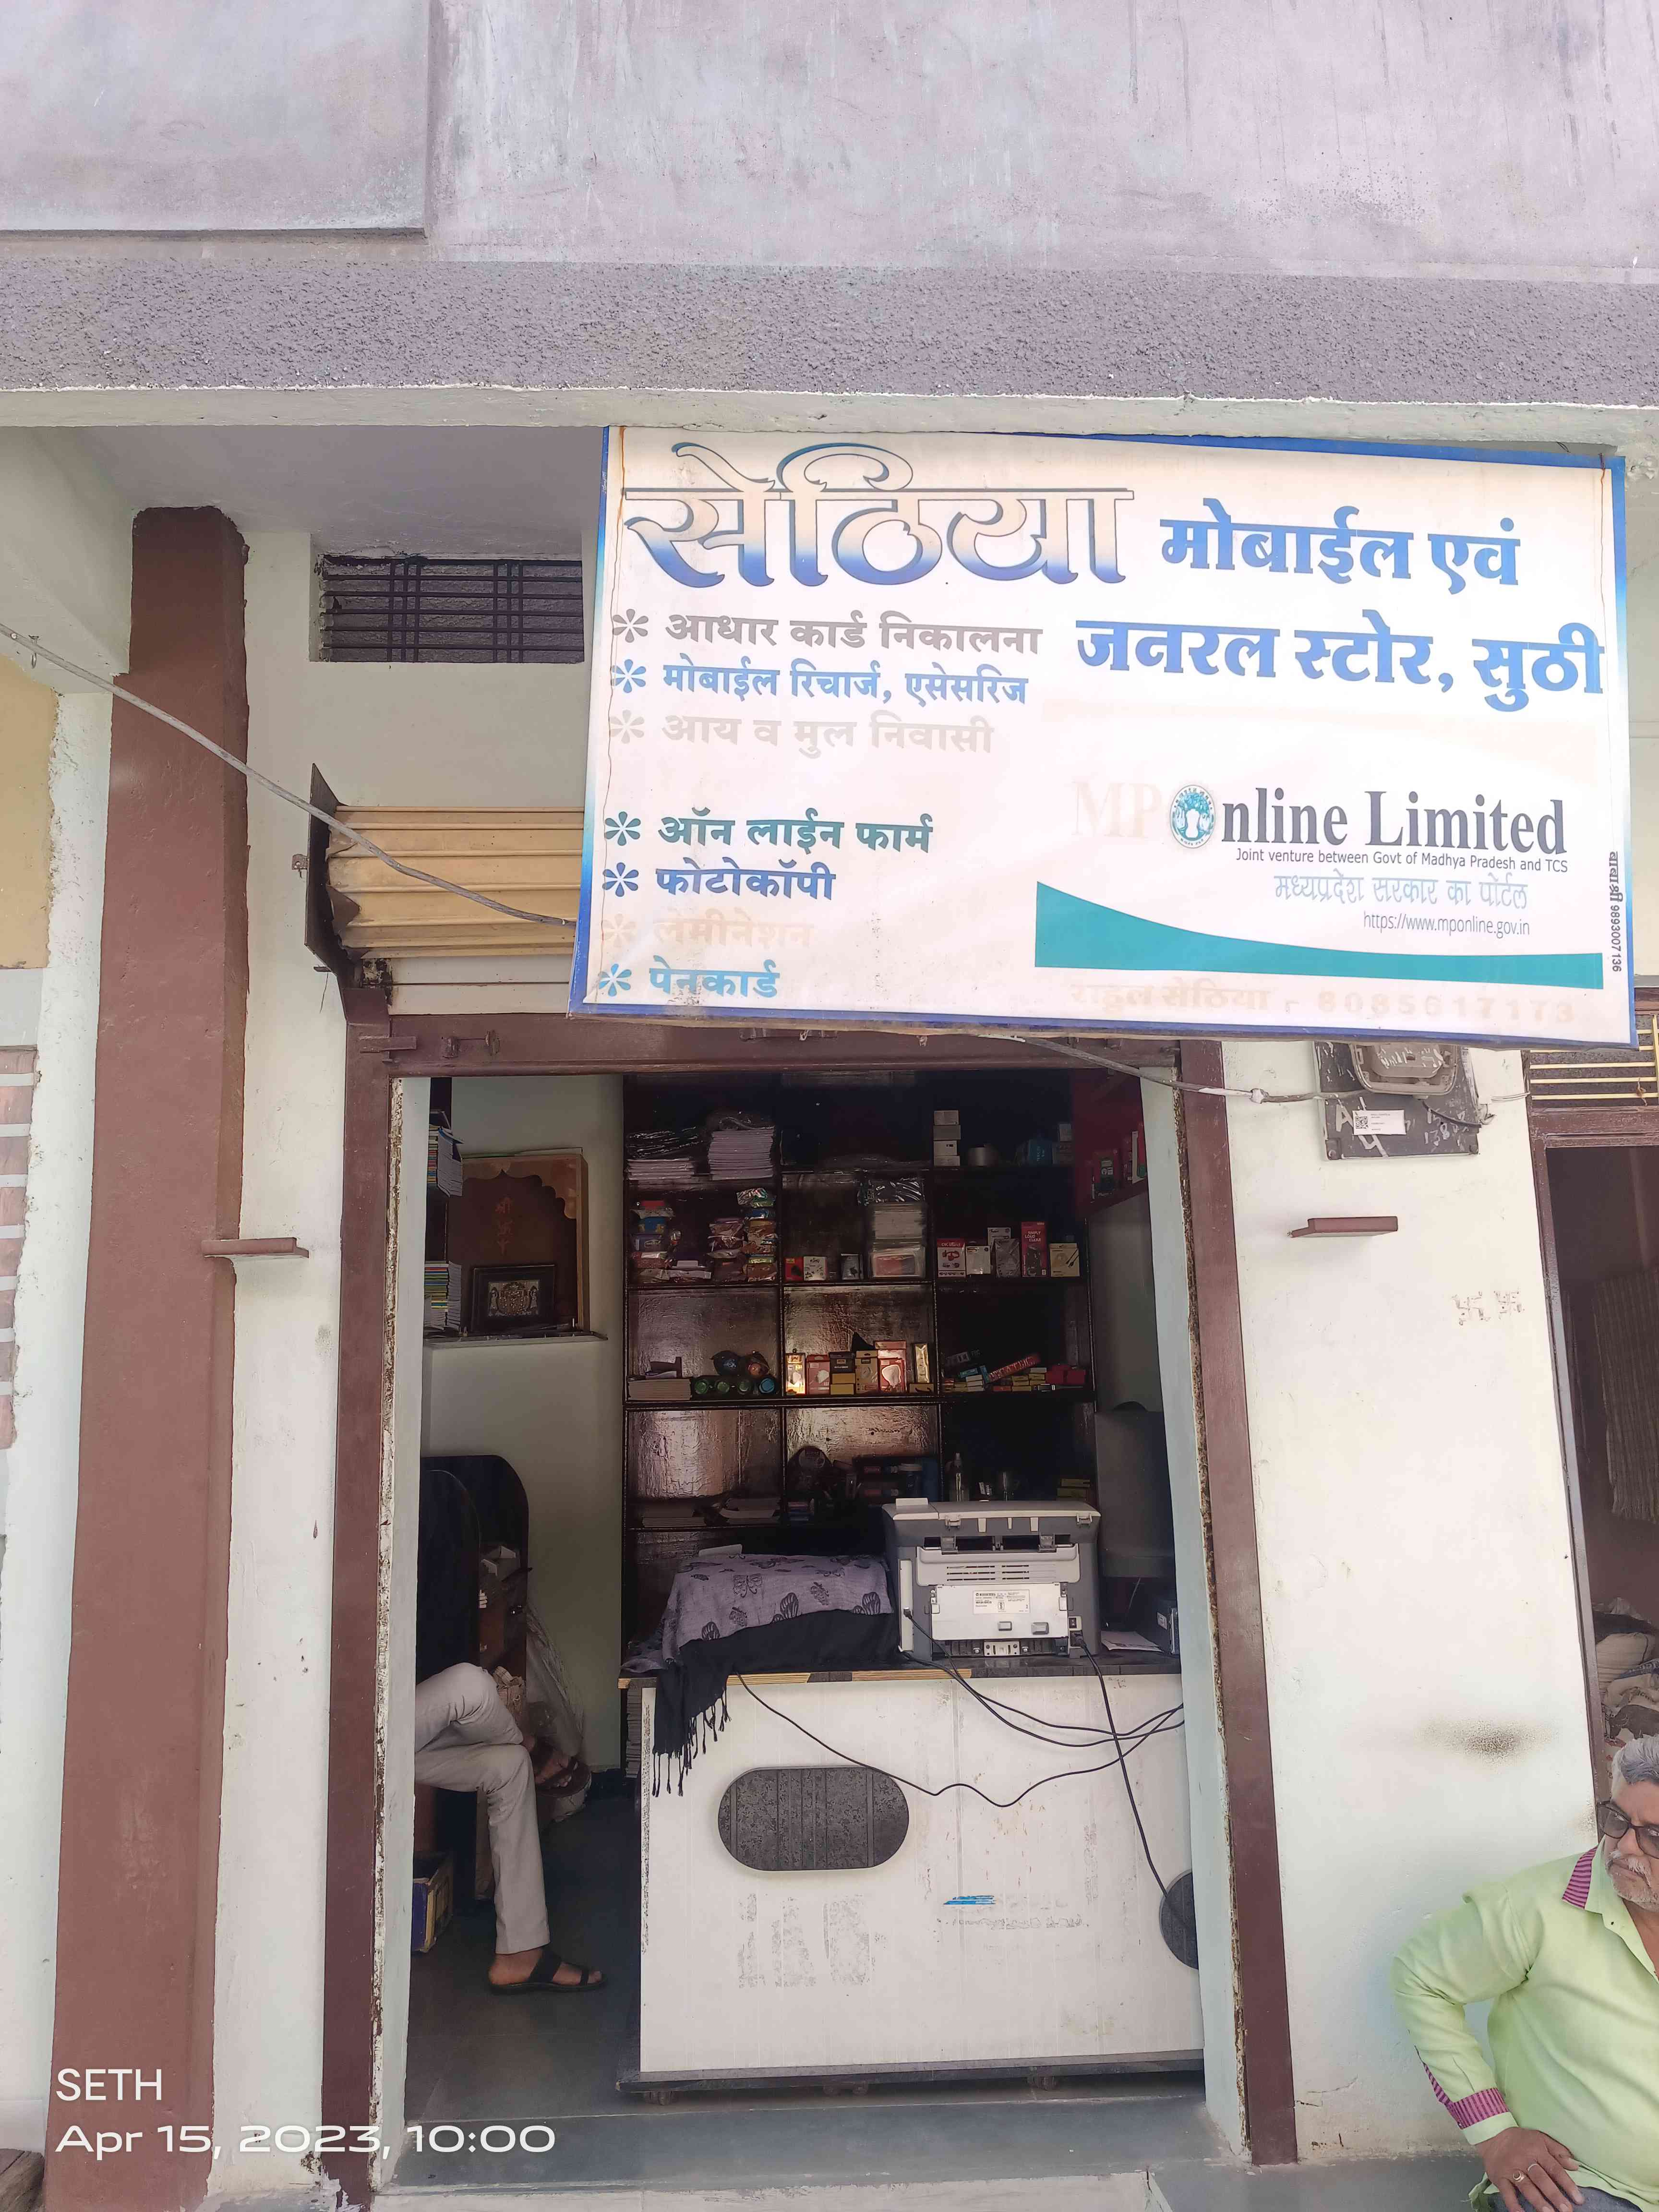 सेठिया मोबाईल एवं
जनरल स्टोर, सुठी
* आधार कार्ड निकालना
* मोबाईल रिचार्ज, एसेसरिज
* आय व मुल निवासी
* ऑन लाईन फार्म
* फोटोकॉपी
* लेमीनेशन
* पेनकार्ड
MPOnline Limited
Joint venture between Govt of Madhya Pradesh and TCS
मध्यप्रदेश सरकार का पोर्टल
https://www.mponline.gov.in
राहुल सेठिया - 8085617173
बाबा श्री 9893007136
SETH
Apr 15, 2023, 10:00